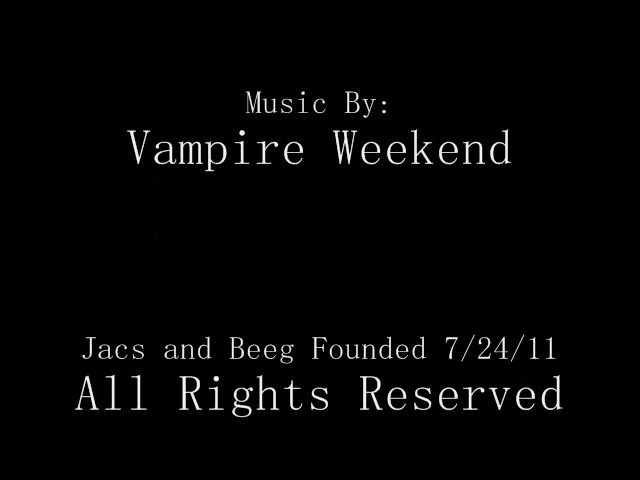 Music By:
Vampire Weekend
Jacs and Beeg Founded 7/24/11
All Rights Reserved